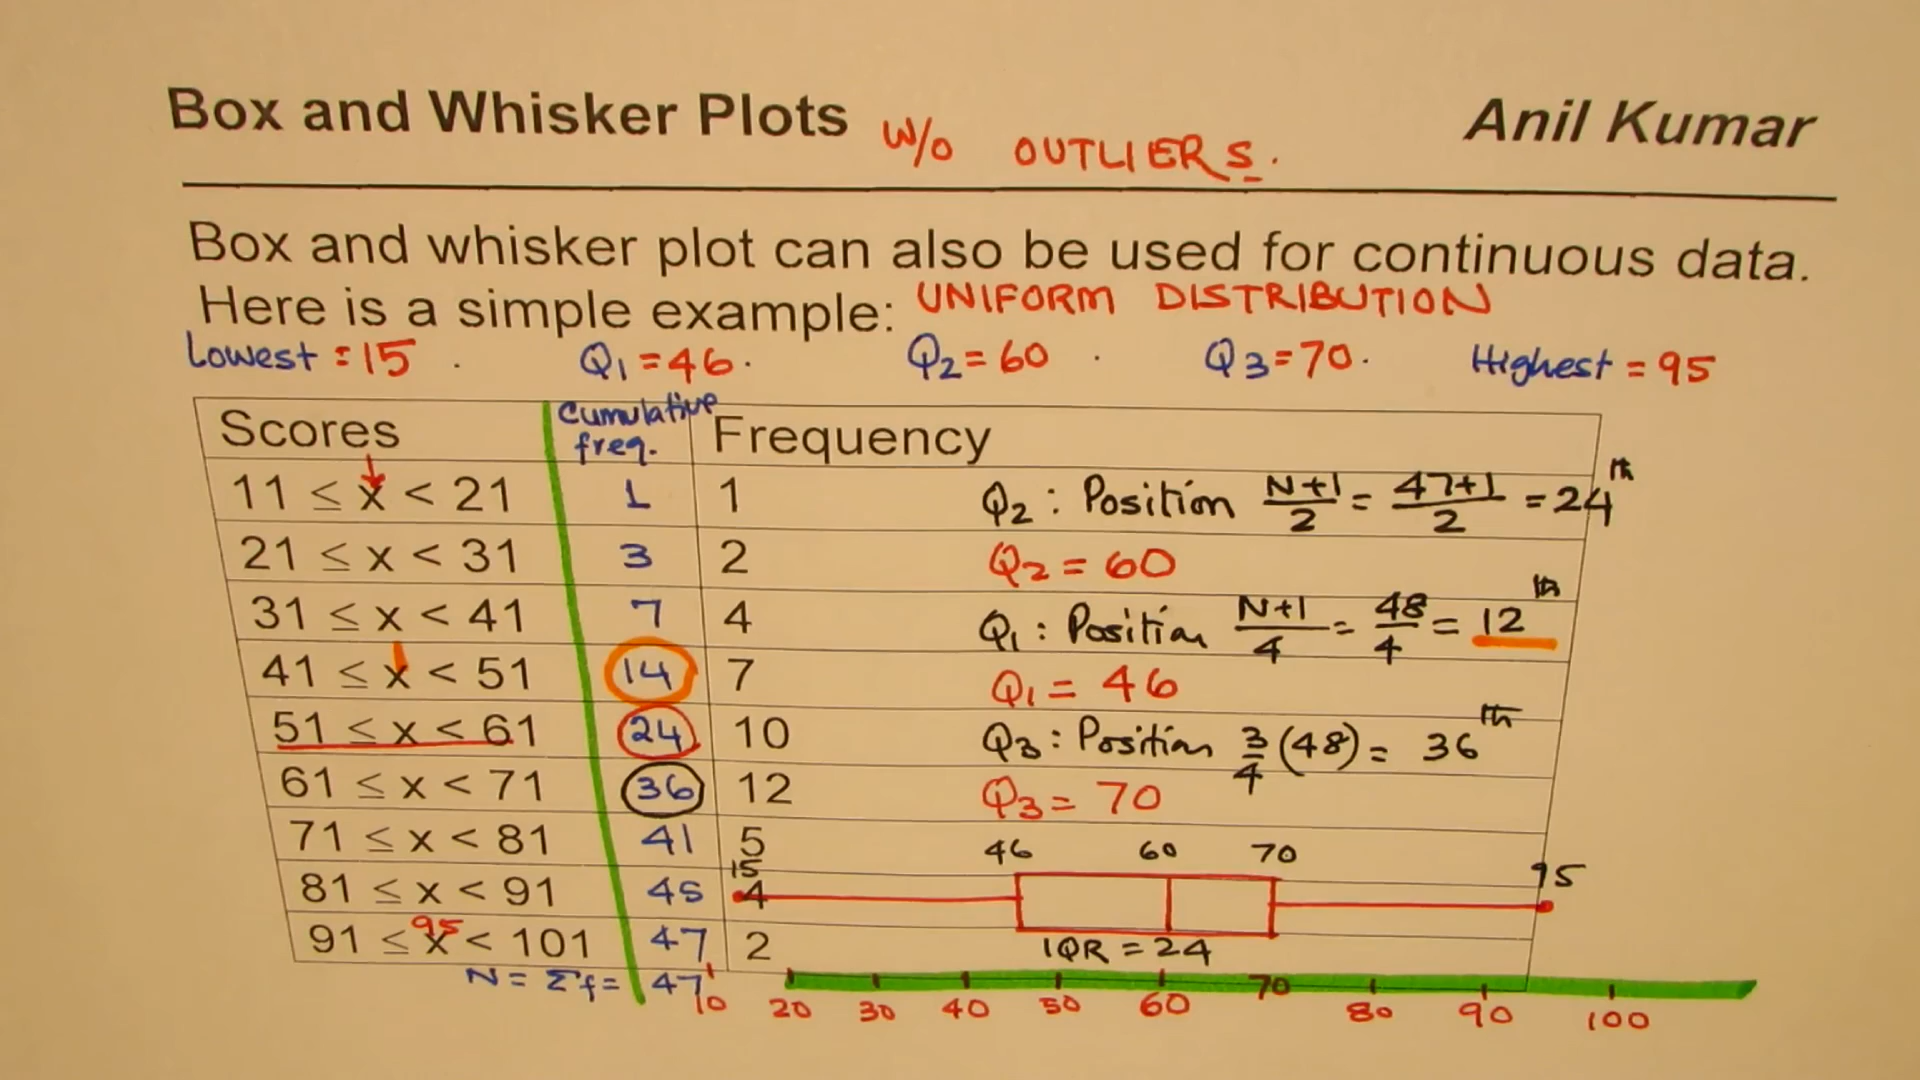 Box and Whisker Plots W/O OUTLIERS. Anil Kumar
Box and whisker plot can also be used for continuous data.
Here is a simple example: UNIFORM DISTRIBUTION
Lowest = 15 . Q1 = 46 . Q2 = 60 . Q3 = 70 . Highest = 95
Scores Cumulative freq. Frequency
11 ≤ x < 21 1 1 Q2 : Position N+1/2 = 47+1/2 = 24th
21 ≤ x < 31 3 2 Q2 = 60
31 ≤ x < 41 7 4 Q1 : Position N+1/4 = 48/4 = 12th
41 ≤ x < 51 14 7 Q1 = 46
51 ≤ x < 61 24 10 Q3 : Position 3/4 (48) = 36th
61 ≤ x < 71 36 12 Q3 = 70
71 ≤ x < 81 41 5 46 60 70
15 95
81 ≤ x < 91 45 4
95
91 ≤ x < 101 47 2 IQR = 24
N = Σf = 47
10 20 30 40 50 60 70 80 90 100